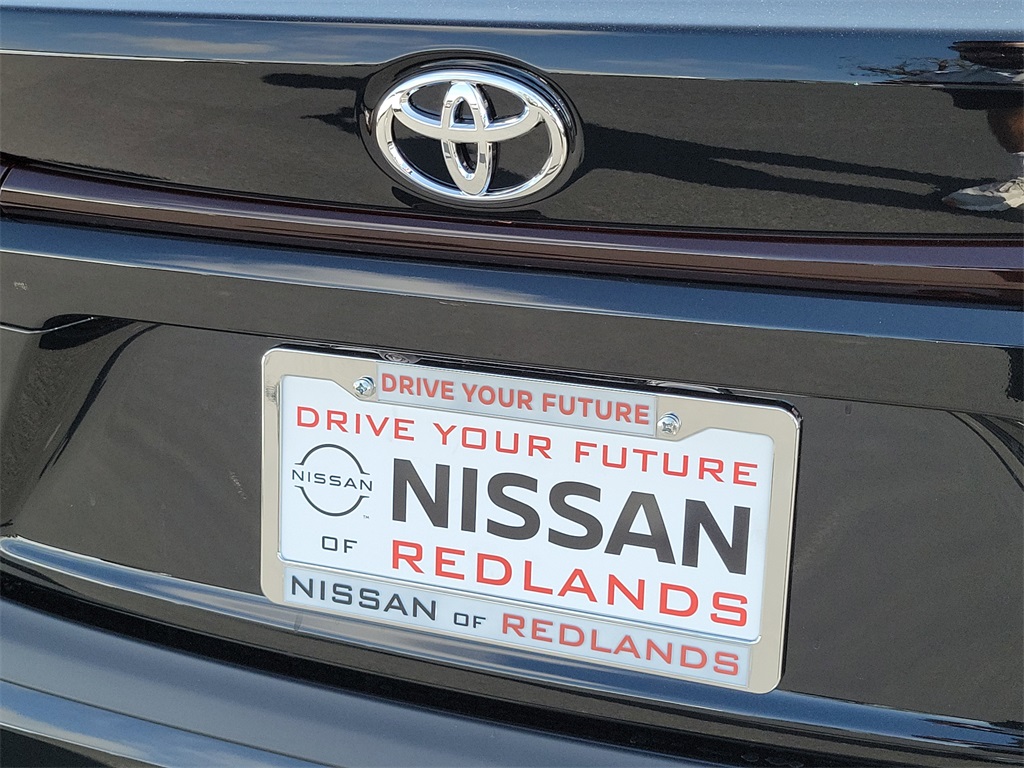 DRIVE YOUR FUTURE
DRIVE YOUR FUTURE
NISSAN
NISSAN
OF
REDLANDS
NISSAN OF REDLANDS